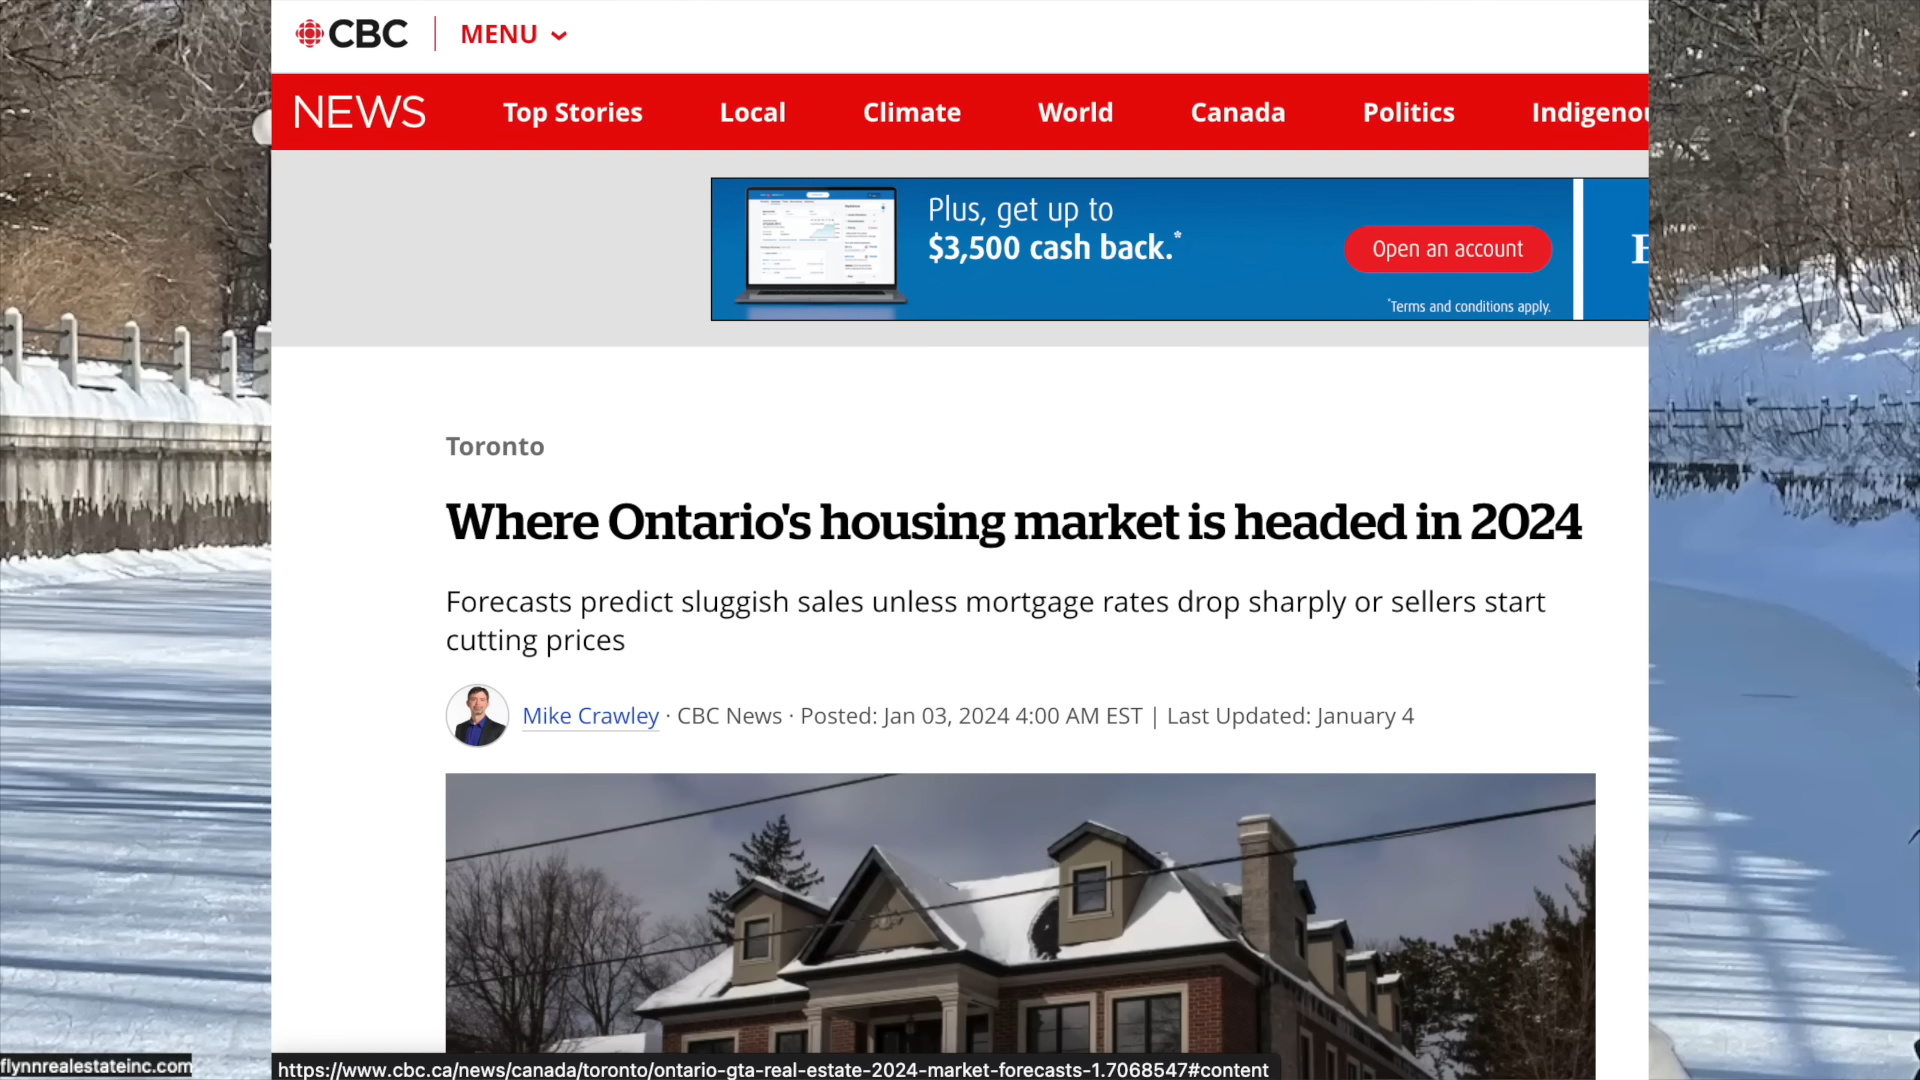 CBC
MENU
NEWS
Top Stories
Local
Climate
World
Canada
Politics
Indigenou
Plus, get up to
$3,500 cash back.*
Open an account
*Terms and conditions apply.
Toronto
Where Ontario's housing market is headed in 2024
Forecasts predict sluggish sales unless mortgage rates drop sharply or sellers start
cutting prices
Mike Crawley · CBC News · Posted: Jan 03, 2024 4:00 AM EST | Last Updated: January 4
flynnrealestateinc.com
https://www.cbc.ca/news/canada/toronto/ontario-gta-real-estate-2024-market-forecasts-1.7068547#content